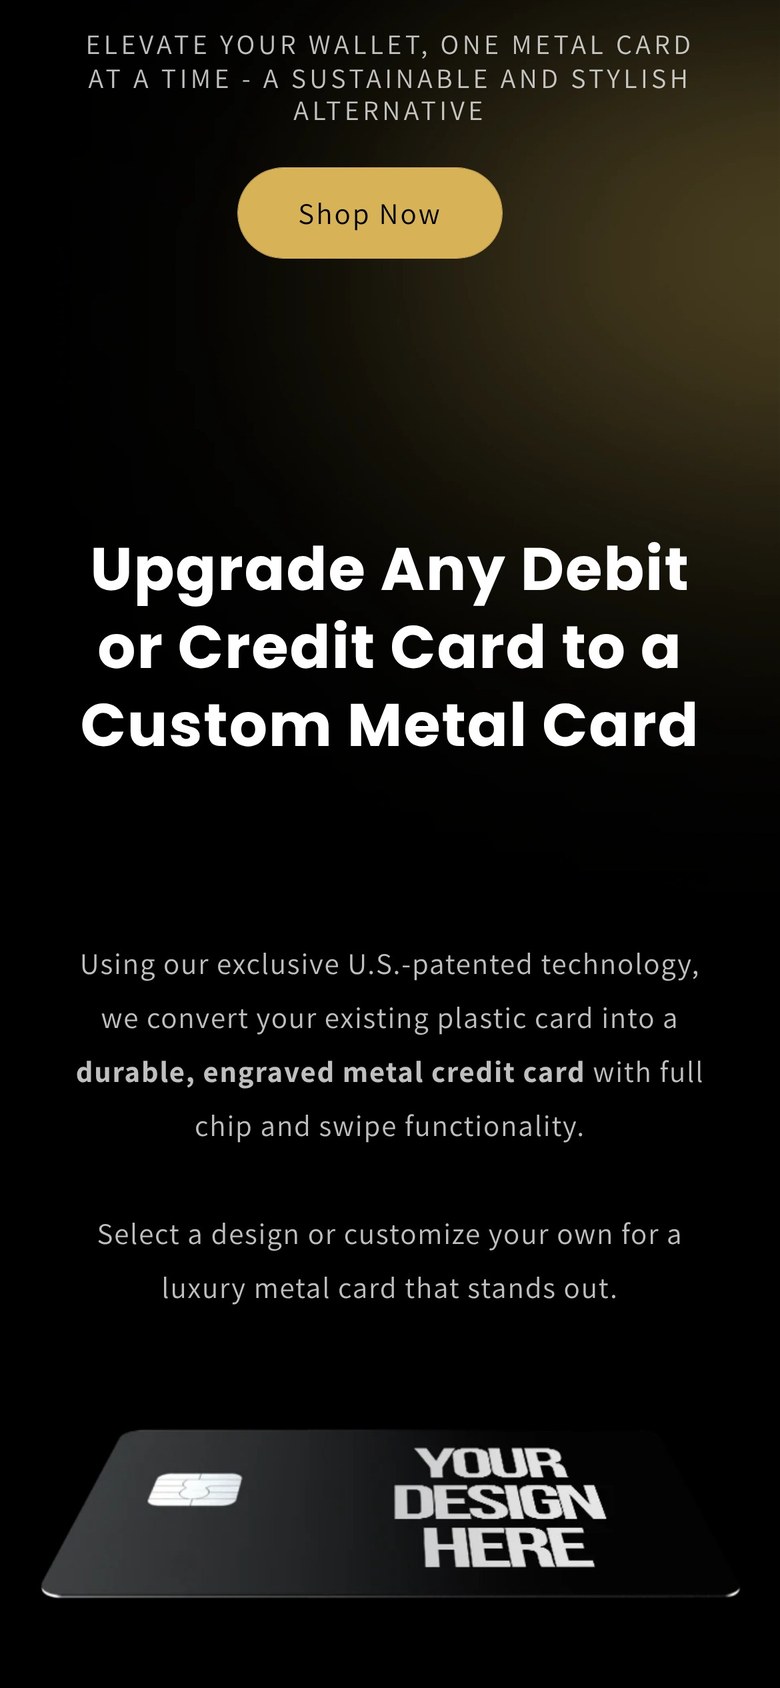 ELEVATE YOUR WALLET, ONE METAL CARD
AT A TIME - A SUSTAINABLE AND STYLISH
ALTERNATIVE
Shop Now
Upgrade Any Debit
or Credit Card to a
Custom Metal Card
Using our exclusive U.S.-patented technology,
we convert your existing plastic card into a
durable, engraved metal credit card with full
chip and swipe functionality.
Select a design or customize your own for a
luxury metal card that stands out.
YOUR
DESIGN
HERE